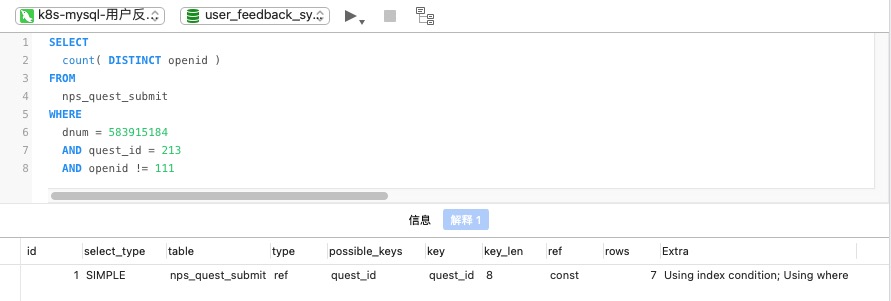 k8s-mysql-用户反... user_feedback_sy...
1 SELECT
2 count( DISTINCT openid )
3 FROM
4 nps_quest_submit
5 WHERE
6 dnum = 583915184
7 AND quest_id = 213
8 AND openid != 111
信息 解释 1
id select_type table type possible_keys key key_len ref rows Extra
1 SIMPLE nps_quest_submit ref quest_id quest_id 8 const 7 Using index condition; Using where